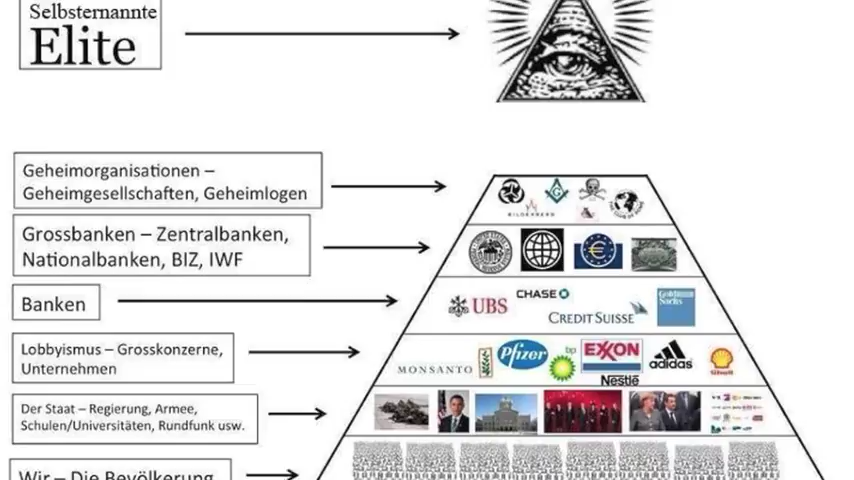 Selbsternannte
Elite
Geheimorganisationen –
Geheimgesellschaften, Geheimlogen
BILDERBERG
Grossbanken – Zentralbanken,
Nationalbanken, BIZ, IWF
Banken
UBS
CHASE
CREDIT SUISSE
Goldman
Sachs
Lobbyismus – Grosskonzerne,
Unternehmen
MONSANTO
Pfizer
bp
EXXON
Nestlé
adidas
Shell
Der Staat – Regierung, Armee,
Schulen/Universitäten, Rundfunk usw.
Wir – Die Bevölkerung